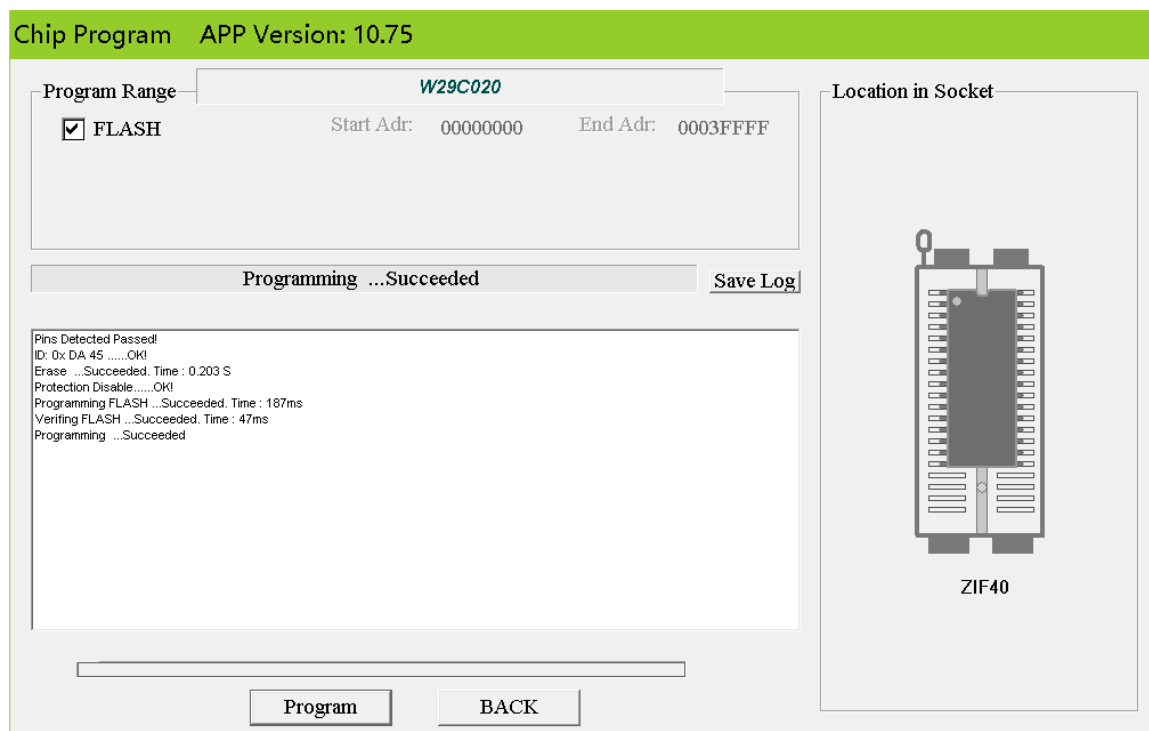 Chip Program APP Version: 10.75
Program Range
W29C020
FLASH Start Adr: 00000000 End Adr: 0003FFFF
Programming ...Succeeded
Save Log
Pins Detected Passed!
ID: 0x DA 45 ......OK!
Erase ...Succeeded. Time : 0.203 S
Protection Disable......OK!
Programming FLASH ...Succeeded. Time : 187ms
Verifing FLASH ...Succeeded. Time : 47ms
Programming ...Succeeded
Program
BACK
Location in Socket
ZIF40